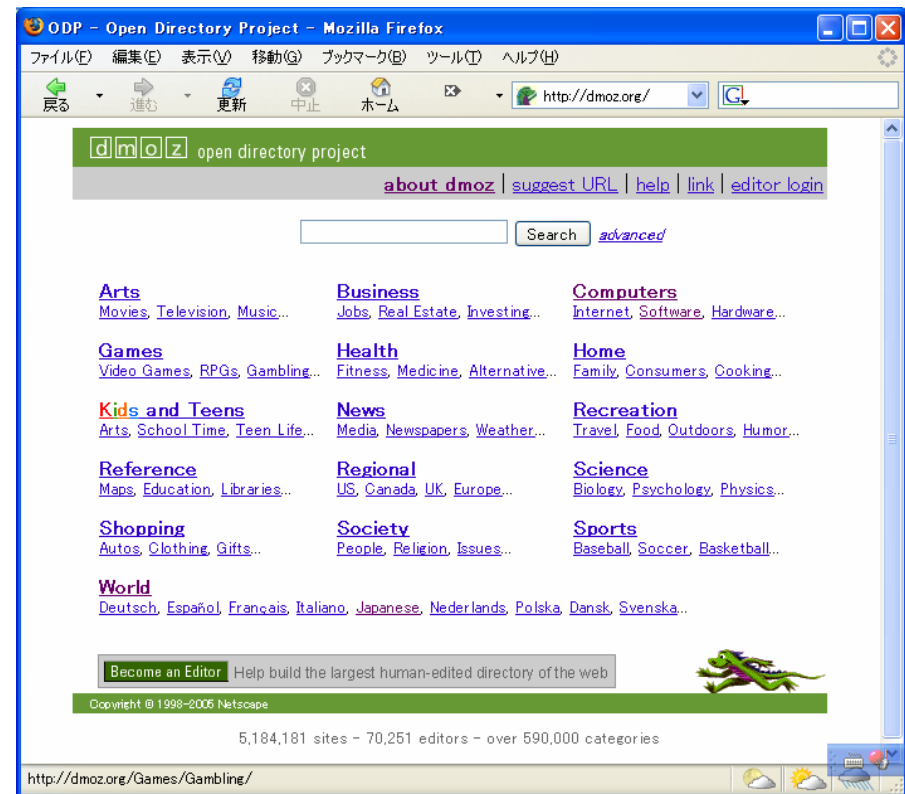 ODP - Open Directory Project - Mozilla Firefox
ファイル(F) 編集(E) 表示(V) 移動(G) ブックマーク(B) ツール(T) ヘルプ(H)
戻る 進む 更新 中止 ホーム http://dmoz.org/ G
dmoz open directory project
about dmoz | suggest URL | help | link | editor login
Search advanced
Arts Business Computers
Movies, Television, Music... Jobs, Real Estate, Investing... Internet, Software, Hardware...
Games Health Home
Video Games, RPGs, Gambling... Fitness, Medicine, Alternative... Family, Consumers, Cooking...
Kids and Teens News Recreation
Arts, School Time, Teen Life... Media, Newspapers, Weather... Travel, Food, Outdoors, Humor...
Reference Regional Science
Maps, Education, Libraries... US, Canada, UK, Europe... Biology, Psychology, Physics...
Shopping Society Sports
Autos, Clothing, Gifts... People, Religion, Issues... Baseball, Soccer, Basketball...
World
Deutsch, Español, Français, Italiano, Japanese, Nederlands, Polska, Dansk, Svenska...
Become an Editor Help build the largest human-edited directory of the web
Copyright © 1998-2005 Netscape
5,184,181 sites - 70,251 editors - over 590,000 categories
http://dmoz.org/Games/Gambling/